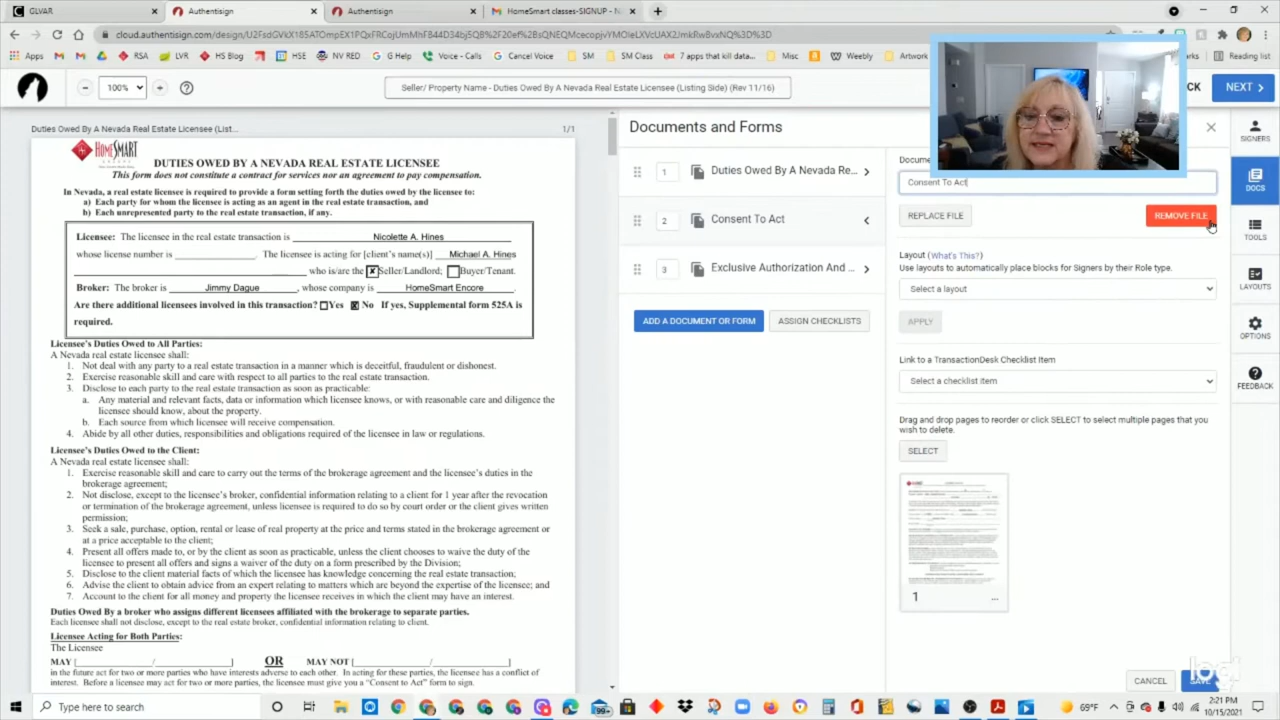 GLVAR
Authentisign
Authentisign
HomeSmart classes-SIGNUP - N
Apps
M
RSA
HS Blog
LVR
HSE
NV RED
G Help
Voice - Calls
SM
SM Class
7 apps that kill data...
Misc
Cancel Voice
Weebly
Artwork
Reading list
100%
Seller/ Property Name - Duties Owed By A Nevada Real Estate Licensee (Listing Side) (Rev 11/16)
CK
NEXT
Duties Owed By A Nevada Real Estate Licensee (List...
1/1
HOMESMART
DUTIES OWED BY A NEVADA REAL ESTATE LICENSEE
This form does not constitute a contract for services nor an agreement to pay compensation.
In Nevada, a real estate licensee is required to provide a form setting forth the duties owed by the licensee to:
a) Each party for whom the licensee is acting as an agent in the real estate transaction, and
b) Each unrepresented party to the real estate transaction, if any.
Licensee: The licensee in the real estate transaction is Nicolette A. Hines
whose license number is . The licensee is acting for [client's name(s)] Michael A. Hines
who is/are the Seller/Landlord; Buyer/Tenant.
Broker: The broker is Jimmy Dague, whose company is HomeSmart Encore.
Are there additional licensees involved in this transaction? Yes No If yes, Supplemental form 525A is
required.
Licensee's Duties Owed to All Parties:
A Nevada real estate licensee shall:
1. Not deal with any party to a real estate transaction in a manner which is deceitful, fraudulent or dishonest.
2. Exercise reasonable skill and care with respect to all parties to the real estate transaction.
3. Disclose to each party to the real estate transaction as soon as practicable:
a. Any material and relevant facts, data or information which licensee knows, or with reasonable care and diligence the
licensee should know, about the property.
b. Each source from which licensee will receive compensation.
4. Abide by all other duties, responsibilities and obligations required of the licensee in law or regulations.
Licensee's Duties Owed to the Client:
A Nevada real estate licensee shall:
1. Exercise reasonable skill and care to carry out the terms of the brokerage agreement and the licensee's duties in the
brokerage agreement;
2. Not disclose, except to the licensee's broker, confidential information relating to a client for 1 year after the revocation
or termination of the brokerage agreement, unless licensee is required to do so by court order or the client gives written
permission;
3. Seek a sale, purchase, option, rental or lease of real property at the price and terms stated in the brokerage agreement or
at a price acceptable to the client;
4. Present all offers made to, or by the client as soon as practicable, unless the client chooses to waive the duty of the
licensee to present all offers and signs a waiver of the duty on a form prescribed by the Division;
5. Disclose to the client material facts of which the licensee has knowledge concerning the real estate transaction;
6. Advise the client to obtain advice from an expert relating to matters which are beyond the expertise of the licensee; and
7. Account to the client for all money and property the licensee receives in which the client may have an interest.
Duties Owed By a broker who assigns different licensees affiliated with the brokerage to separate parties.
Each licensee shall not disclose, except to the real estate broker, confidential information relating to client.
Licensee Acting for Both Parties:
The Licensee
MAY [ / ] OR MAY NOT [ / ]
in the future act for two or more parties who have interests adverse to each other. In acting for these parties, the licensee has a conflict of
interest. Before a licensee may act for two or more parties, the licensee must give you a "Consent to Act" form to sign.
Documents and Forms
1 Duties Owed By A Nevada Re...
2 Consent To Act
3 Exclusive Authorization And ...
ADD A DOCUMENT OR FORM
ASSIGN CHECKLISTS
Docume
Consent To Act
REPLACE FILE
REMOVE FILE
Layout (What's This?)
Use layouts to automatically place blocks for Signers by their Role type.
Select a layout
APPLY
Link to a TransactionDesk Checklist Item
Select a checklist item
Drag and drop pages to reorder or click SELECT to select multiple pages that you
wish to delete.
SELECT
1 ...
CANCEL
SIGNERS
DOCS
TOOLS
LAYOUTS
OPTIONS
FEEDBACK
logi
Type here to search
99+
69°F
2:21 PM
10/15/2021